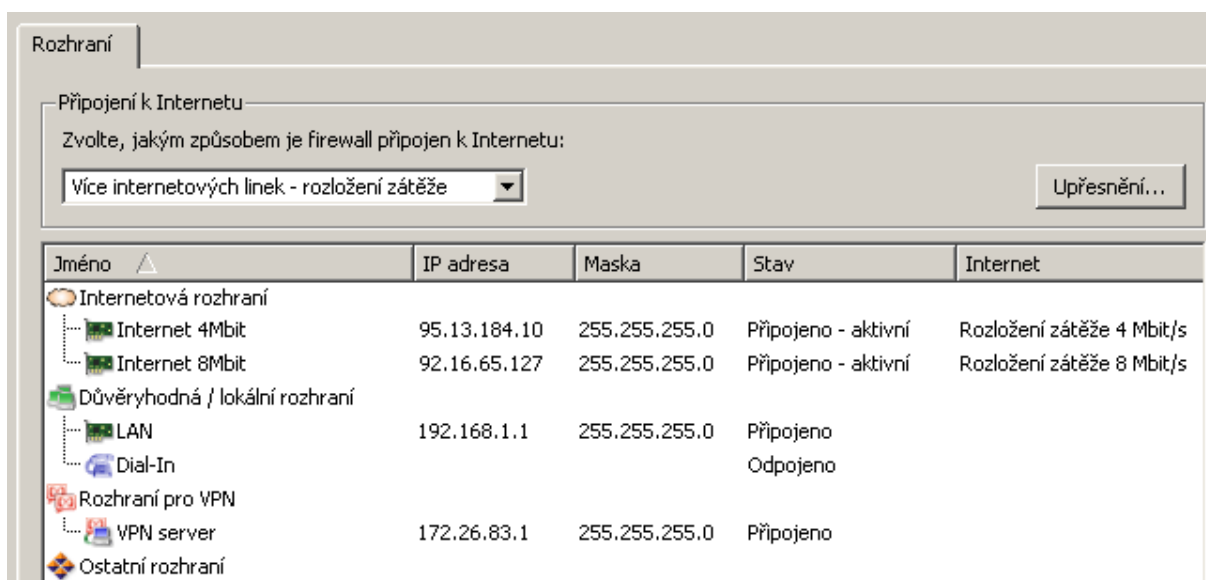 Rozhraní
Připojení k Internetu
Zvolte, jakým způsobem je firewall připojen k Internetu:
Více internetových linek - rozložení zátěže Upřesnění...
Jméno IP adresa Maska Stav Internet
Internetová rozhraní
Internet 4Mbit 95.13.184.10 255.255.255.0 Připojeno - aktivní Rozložení zátěže 4 Mbit/s
Internet 8Mbit 92.16.65.127 255.255.255.0 Připojeno - aktivní Rozložení zátěže 8 Mbit/s
Důvěryhodná / lokální rozhraní
LAN 192.168.1.1 255.255.255.0 Připojeno
Dial-In Odpojeno
Rozhraní pro VPN
VPN server 172.26.83.1 255.255.255.0 Připojeno
Ostatní rozhraní